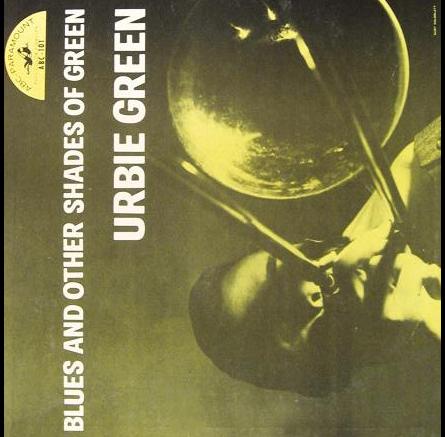 ABC-PARAMOUNT
ABC-101
BLUES AND OTHER SHADES OF GREEN
URBIE GREEN